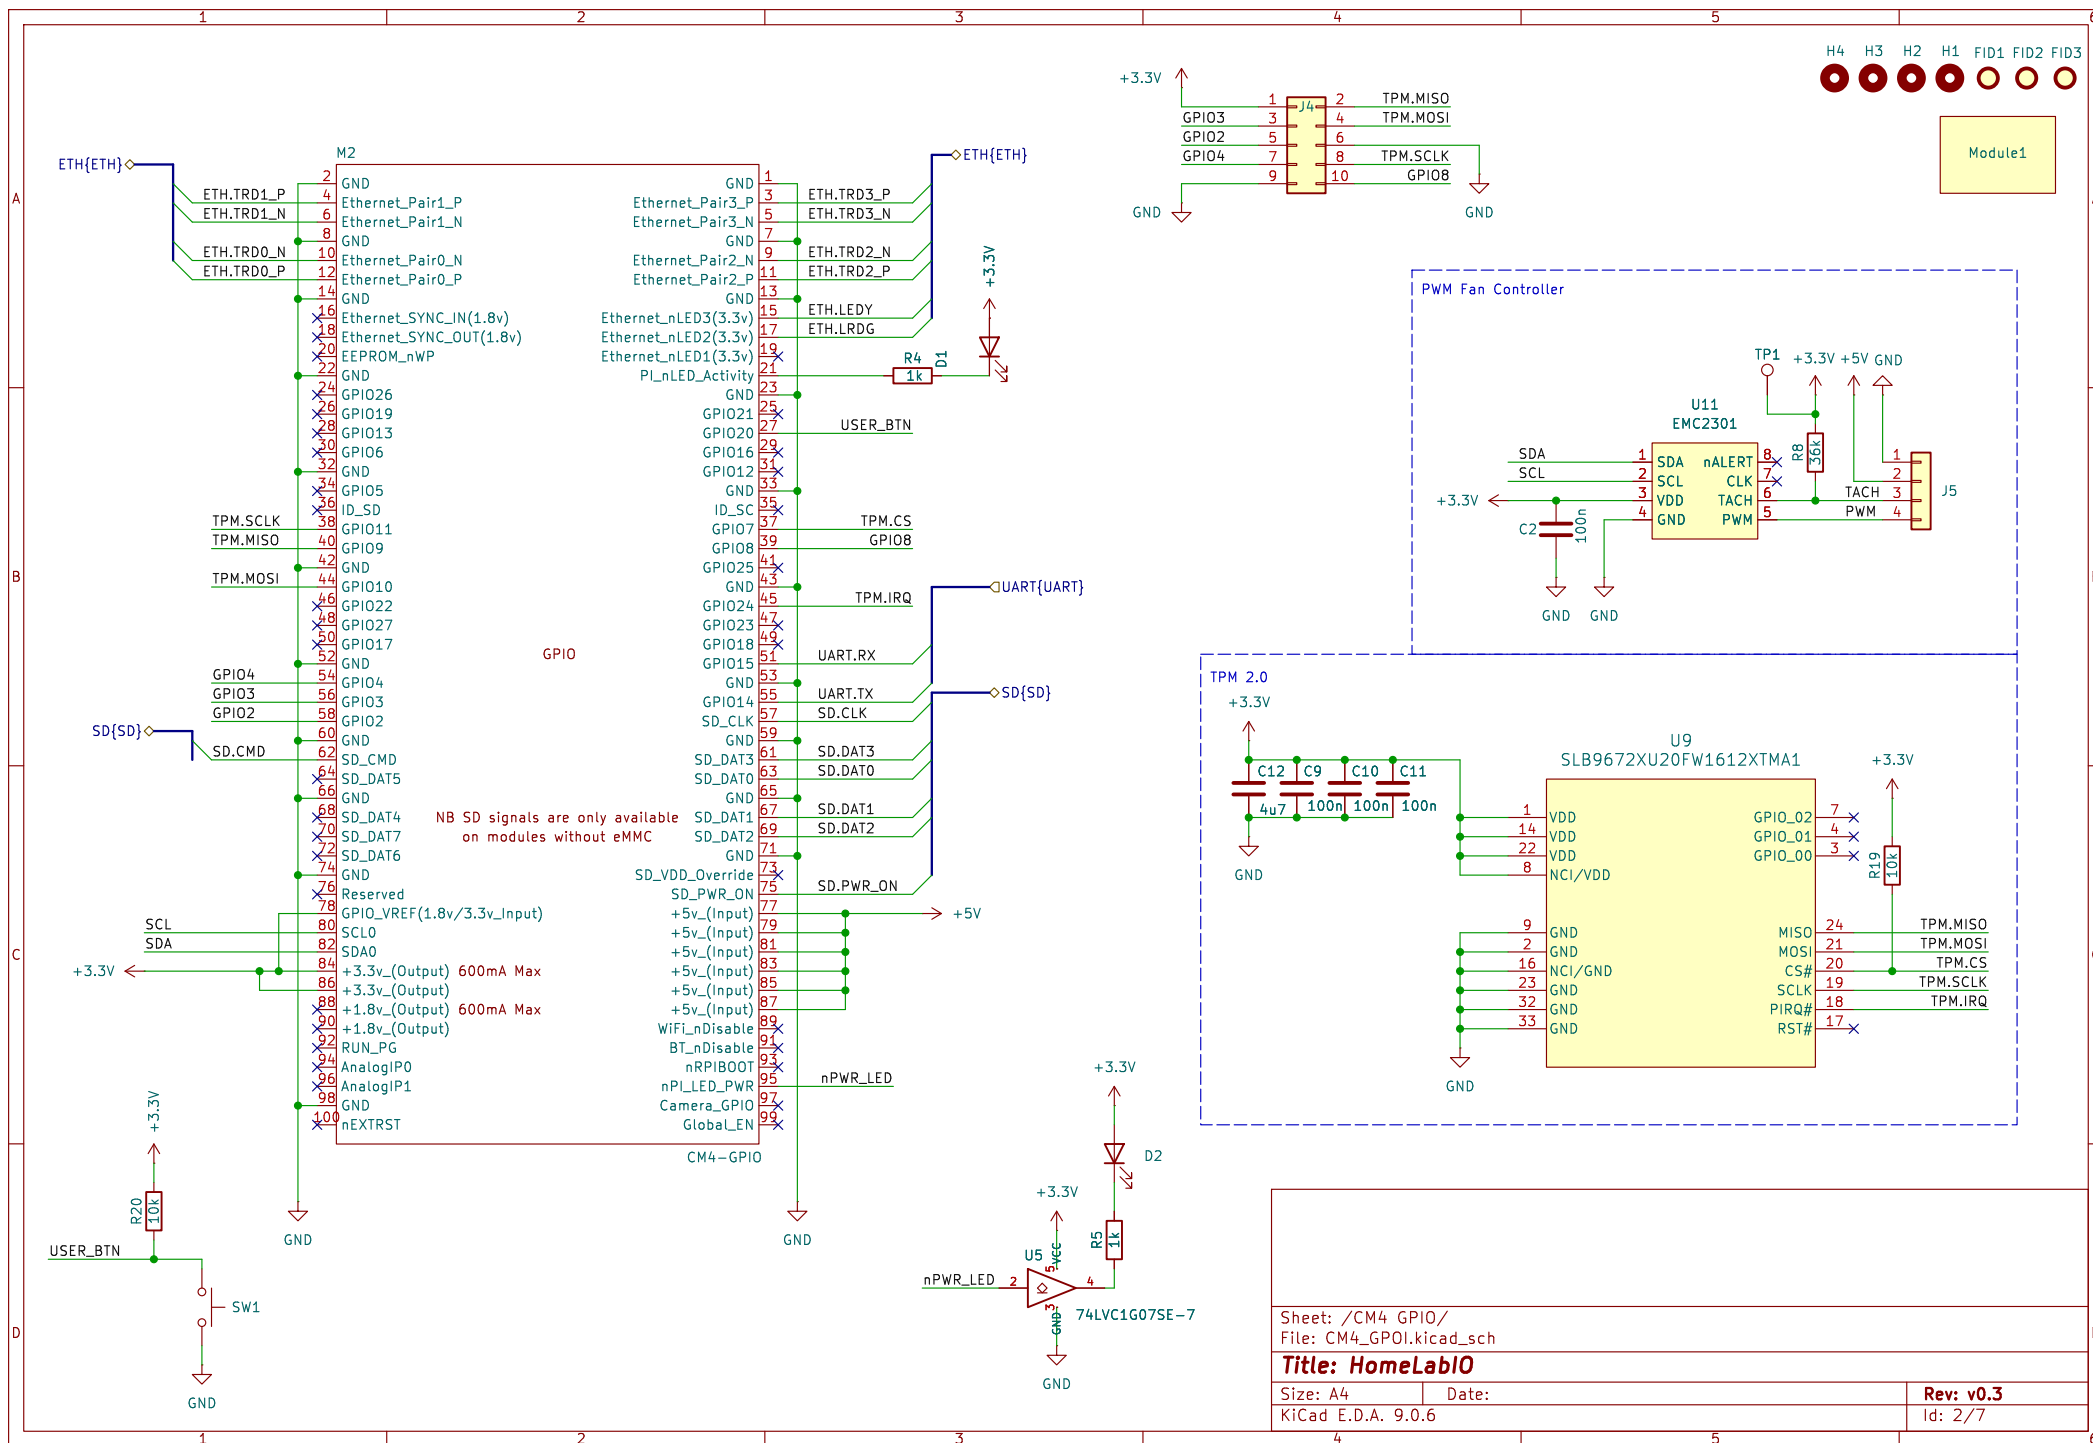 1 2 3 4 5 6
A
B
C
D
H4 H3 H2 H1 FID1 FID2 FID3
Module1
+3.3V
J4
1 2 TPM.MISO
GPIO3 3 4 TPM.MOSI
GPIO2 5 6
GPIO4 7 8 TPM.SCLK
9 10 GPIO8
GND GND
M2
ETH{ETH} ETH{ETH}
2 GND GND 1
ETH.TRD1_P 4 Ethernet_Pair1_P Ethernet_Pair3_P 3 ETH.TRD3_P
ETH.TRD1_N 6 Ethernet_Pair1_N Ethernet_Pair3_N 5 ETH.TRD3_N
8 GND GND 7
ETH.TRD0_N 10 Ethernet_Pair0_N Ethernet_Pair2_N 9 ETH.TRD2_N
ETH.TRD0_P 12 Ethernet_Pair0_P Ethernet_Pair2_P 11 ETH.TRD2_P
14 GND GND 13
16 Ethernet_SYNC_IN(1.8v) Ethernet_nLED3(3.3v) 15 ETH.LEDY
18 Ethernet_SYNC_OUT(1.8v) Ethernet_nLED2(3.3v) 17 ETH.LRDG
20 EEPROM_nWP Ethernet_nLED1(3.3v) 19
22 GND PI_nLED_Activity 21
R4 1k D1 +3.3V
24 GPIO26 GND 23
26 GPIO19 GPIO21 25
28 GPIO13 GPIO20 27 USER_BTN
30 GPIO6 GPIO16 29
32 GND GPIO12 31
34 GPIO5 GND 33
36 ID_SD ID_SC 35
TPM.SCLK 38 GPIO11 GPIO7 37 TPM.CS
TPM.MISO 40 GPIO9 GPIO8 39 GPIO8
42 GND GPIO25 41
TPM.MOSI 44 GPIO10 GND 43
46 GPIO22 GPIO24 45 TPM.IRQ
48 GPIO27 GPIO23 47
50 GPIO17 GPIO18 49
52 GND GPIO15 51 UART.RX
GPIO
GPIO4 54 GPIO4 GND 53
GPIO3 56 GPIO3 GPIO14 55 UART.TX
GPIO2 58 GPIO2 SD_CLK 57 SD.CLK
60 GND GND 59
SD.CMD 62 SD_CMD SD_DAT3 61 SD.DAT3
64 SD_DAT5 SD_DAT0 63 SD.DAT0
66 GND GND 65
68 SD_DAT4 NB SD signals are only available SD_DAT1 67 SD.DAT1
70 SD_DAT7 on modules without eMMC SD_DAT2 69 SD.DAT2
72 SD_DAT6 GND 71
74 GND SD_VDD_Override 73
76 Reserved SD_PWR_ON 75 SD.PWR_ON
78 GPIO_VREF(1.8v/3.3v_Input) +5v_(Input) 77 +5V
SCL 80 SCL0 +5v_(Input) 79
SDA 82 SDA0 +5v_(Input) 81
+3.3V 84 +3.3v_(Output) 600mA Max +5v_(Input) 83
86 +3.3v_(Output) +5v_(Input) 85
88 +1.8v_(Output) 600mA Max +5v_(Input) 87
90 +1.8v_(Output) WiFi_nDisable 89
92 RUN_PG BT_nDisable 91
94 AnalogIP0 nRPIBOOT 93
96 AnalogIP1 nPI_LED_PWR 95 nPWR_LED
98 GND Camera_GPIO 97
100 nEXTRST Global_EN 99
CM4-GPIO
GND GND
UART{UART}
SD{SD}
SD{SD}
+3.3V
R20 10k
USER_BTN
SW1
GND
+3.3V
D2
+3.3V
R5 1k
U5
VCC 5
nPWR_LED 2 4
3 GND
74LVC1G07SE-7
GND
PWM Fan Controller
TP1 +3.3V +5V GND
U11
EMC2301
R8 36k
SDA 1 SDA nALERT 8
SCL 2 SCL CLK 7
+3.3V 3 VDD TACH 6 TACH
4 GND PWM 5 PWM
1
2
3
4
J5
C2 100n
GND GND
TPM 2.0
+3.3V
C12 C9 C10 C11
4u7 100n 100n 100n
GND
U9
SLB9672XU20FW1612XTMA1
+3.3V
R19 10k
1 VDD GPIO_02 7
14 VDD GPIO_01 4
22 VDD GPIO_00 3
8 NCI/VDD
9 GND MISO 24 TPM.MISO
2 GND MOSI 21 TPM.MOSI
16 NCI/GND CS# 20 TPM.CS
23 GND SCLK 19 TPM.SCLK
32 GND PIRQ# 18 TPM.IRQ
33 GND RST# 17
GND
Sheet: /CM4 GPIO/
File: CM4_GPOI.kicad_sch
Title: HomeLabIO
Size: A4 Date: Rev: v0.3
KiCad E.D.A. 9.0.6 Id: 2/7
1 2 3 4 5 6